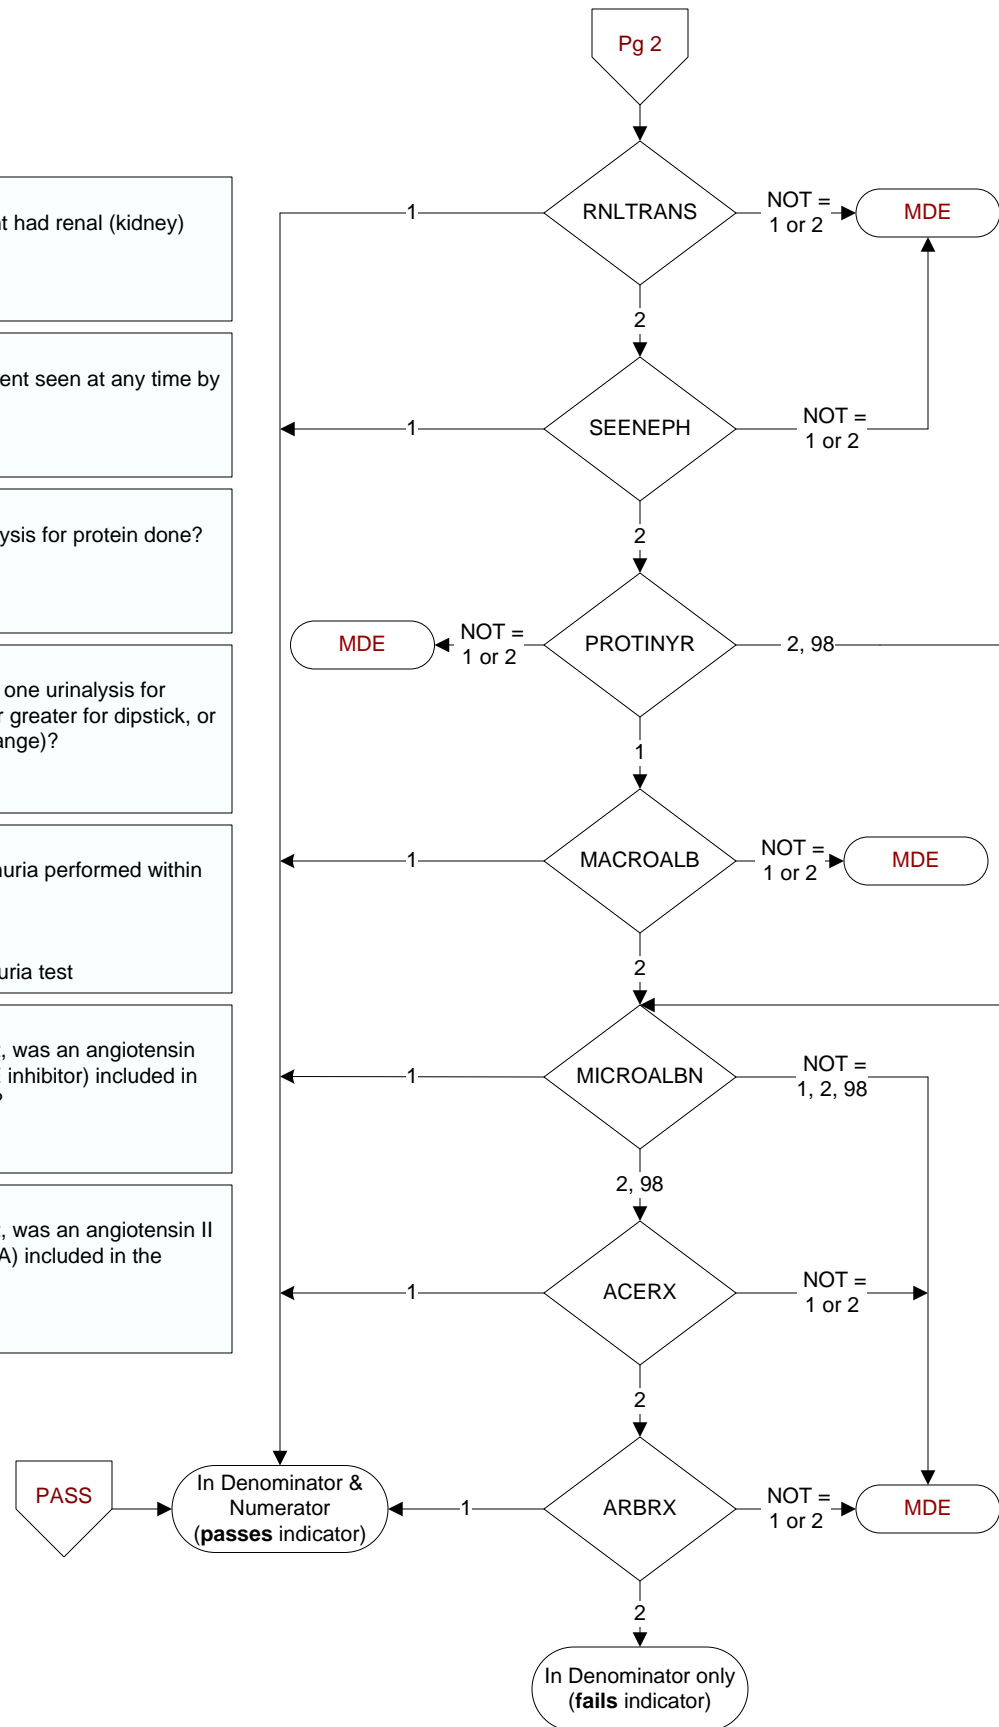 Pg 2
t had renal (kidney)
ent seen at any time by
ysis for protein done?
one urinalysis for
r greater for dipstick, or
ange)?
nuria performed within
uria test
t, was an angiotensin
E inhibitor) included in
?
t, was an angiotensin II
A) included in the
1
RNLTRANS
NOT =
1 or 2
MDE
2
1
SEENEPH
NOT =
1 or 2
2
MDE
NOT =
1 or 2
PROTINYR
2, 98
1
1
MACROALB
NOT =
1 or 2
MDE
2
1
MICROALBN
NOT =
1, 2, 98
2, 98
1
ACERX
NOT =
1 or 2
2
PASS
In Denominator &
Numerator
(passes indicator)
1
ARBRX
NOT =
1 or 2
MDE
2
In Denominator only
(fails indicator)